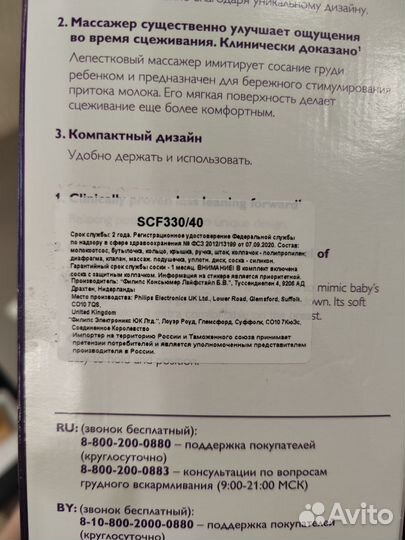 благодаря уникальному дизайну.
2. Массажер существенно улучшает ощущения
во время сцеживания. Клинически доказано¹
Лепестковый массажер имитирует сосание груди
ребенком и предназначен для бережного стимулирования
притока молока. Его мягкая поверхность делает
сцеживание еще более комфортным.
3. Компактный дизайн
Удобно держать и использовать.
SCF330/40
Срок службы: 2 года. Регистрационное удостоверение Федеральной службы
по надзору в сфере здравоохранения № ФСЗ 2012/13199 от 07.09.2020. Состав:
молокоотсос, бутылочка, кольцо, крышка, ручка, шток, колпачок - полипропилен;
диафрагма, клапан, массаж. подушечка, уплотн. диск, соска - силикон.
Гарантийный срок службы соски - 1 месяц. ВНИМАНИЕ! В комплект включена
соска с защитным колпачком. Информация на стикере является приоритетной.
Производитель: "Филипс Консьюмер Лайфстайл Б.В.", Туссендиепен 4, 9206 АД
Драхтен, Нидерланды
Место производства: Philips Electronics UK Ltd., Lower Road, Glemsford, Suffolk,
CO10 7QS,
United Kingdom
"Филипс Электроникс ЮК Лтд.", Лоуэр Роуд, Глемсфорд, Суффолк, CO10 7КюЭс,
Соединенное Королевство
Импортер на территорию России и Таможенного союза принимает
претензии потребителей и является уполномоченным представителем
производителя в России.
of
mimic baby's
own. Its soft
RU: (звонок бесплатный):
8-800-200-0880 – поддержка покупателей
(круглосуточно)
8-800-200-0883 – консультации по вопросам
грудного вскармливания (9:00-21:00 МСК)
BY: (звонок бесплатный):
8-10-800-2000-0880 – поддержка покупателей
(круглосуточно)
Avito